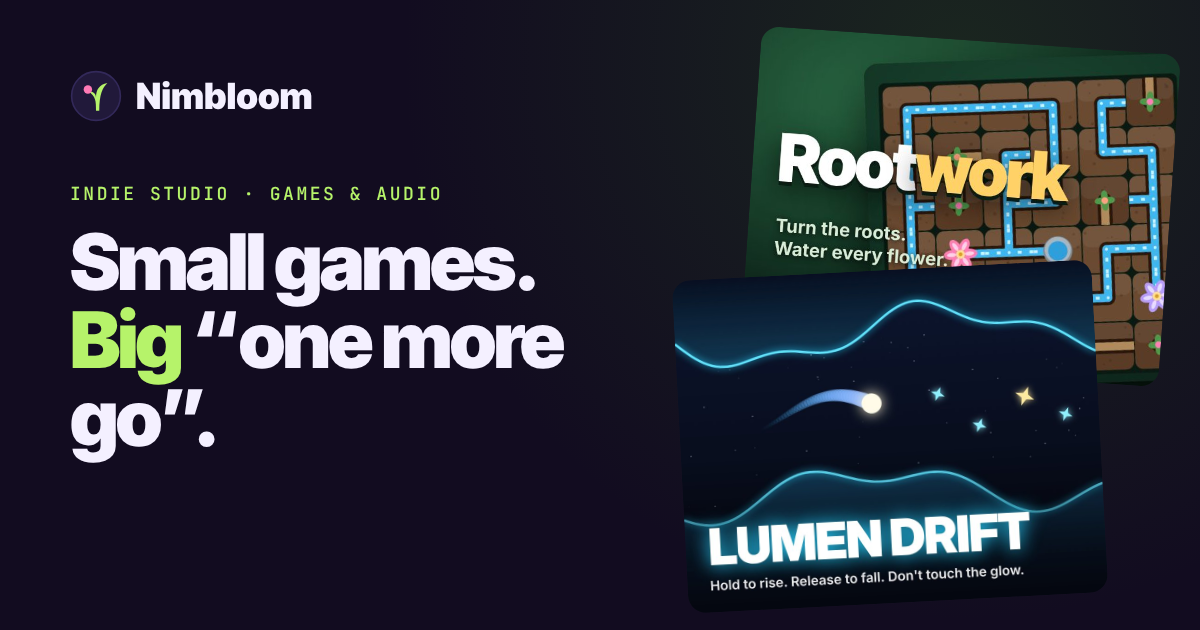 Nimbloom
INDIE STUDIO · GAMES & AUDIO
Small games.
Big “one more
go”.
Rootwork
Turn the roots.
Water every flower.
LUMEN DRIFT
Hold to rise. Release to fall. Don't touch the glow.